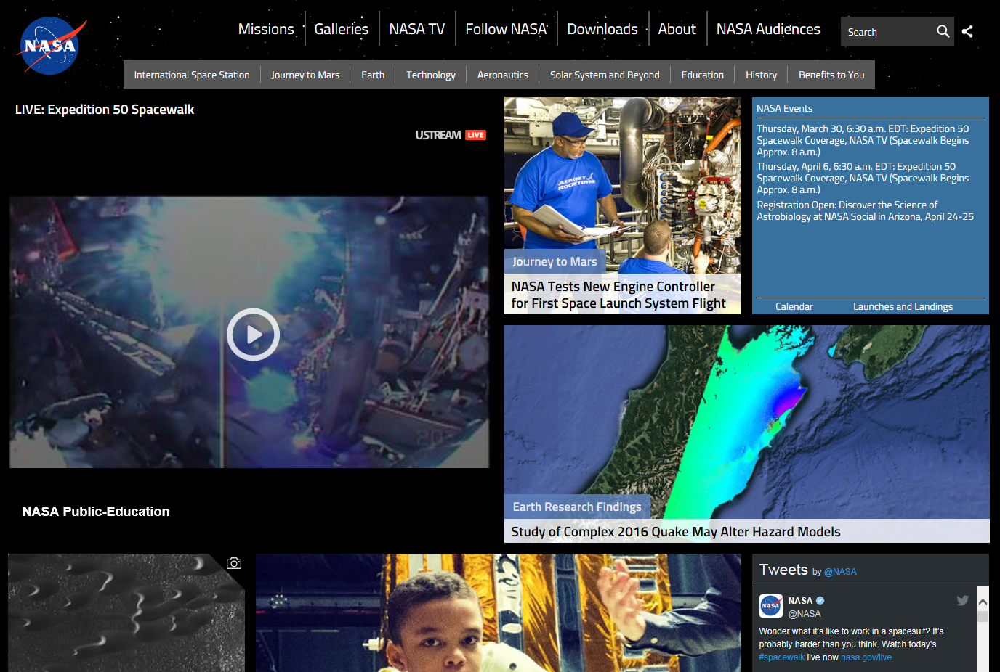 NASA
Missions
Galleries
NASA TV
Follow NASA
Downloads
About
NASA Audiences
Search
International Space Station
Journey to Mars
Earth
Technology
Aeronautics
Solar System and Beyond
Education
History
Benefits to You
LIVE: Expedition 50 Spacewalk
USTREAM LIVE
NASA Public-Education
AEROJET
ROCKETDYNE
Journey to Mars
NASA Tests New Engine Controller
for First Space Launch System Flight
NASA Events
Thursday, March 30, 6:30 a.m. EDT: Expedition 50
Spacewalk Coverage, NASA TV (Spacewalk Begins
Approx. 8 a.m.)
Thursday, April 6, 6:30 a.m. EDT: Expedition 50
Spacewalk Coverage, NASA TV (Spacewalk Begins
Approx. 8 a.m.)
Registration Open: Discover the Science of
Astrobiology at NASA Social in Arizona, April 24-25
Calendar
Launches and Landings
Earth Research Findings
Study of Complex 2016 Quake May Alter Hazard Models
Tweets by @NASA
NASA
NASA
@NASA
Wonder what it's like to work in a spacesuit? It's
probably harder than you think. Watch today's
#spacewalk live now nasa.gov/live